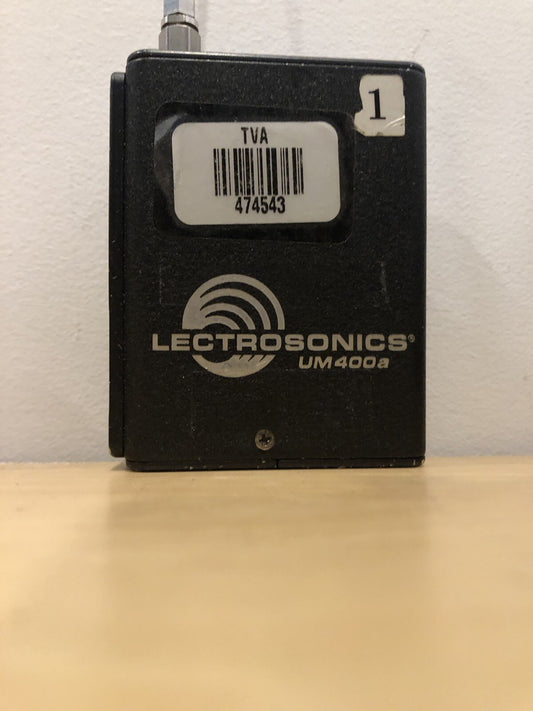 1
TVA
474543
LECTROSONICS®
UM400a